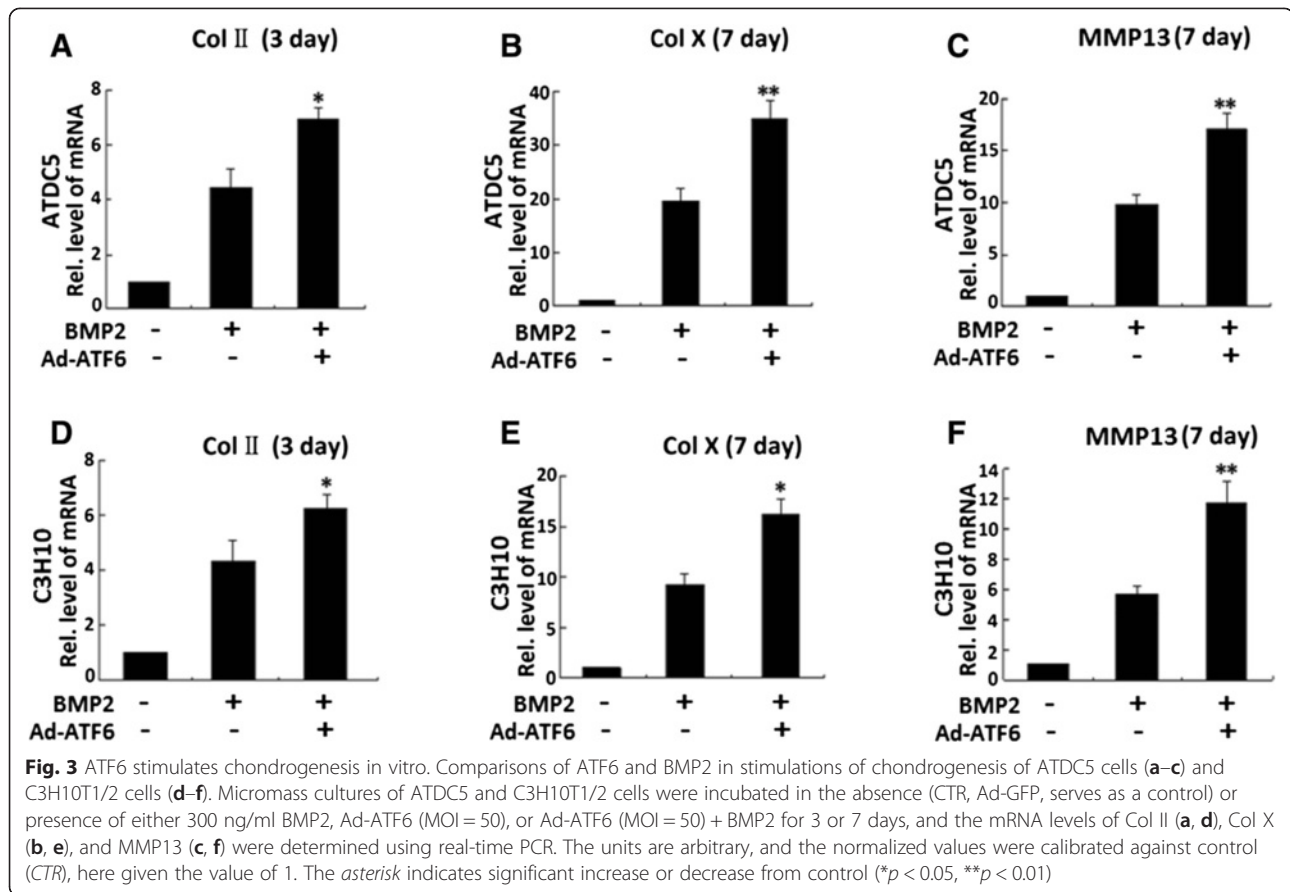 A Col Ⅱ (3 day)
ATDC5
Rel. level of mRNA
8
6
4
2
0
*
BMP2 - + +
Ad-ATF6 - - +
B Col X (7 day)
ATDC5
Rel. level of mRNA
50
40
30
20
10
0
**
BMP2 - + +
Ad-ATF6 - - +
C MMP13 (7 day)
ATDC5
Rel. level of mRNA
20
15
10
5
0
**
BMP2 - + +
Ad-ATF6 - - +
D Col Ⅱ (3 day)
C3H10
Rel. level of mRNA
8
6
4
2
0
*
BMP2 - + +
Ad-ATF6 - - +
E Col X (7 day)
C3H10
Rel. level of mRNA
20
15
10
5
0
*
BMP2 - + +
Ad-ATF6 - - +
F MMP13 (7 day)
C3H10
Rel. level of mRNA
14
12
10
8
6
4
2
0
**
BMP2 - + +
Ad-ATF6 - - +
Fig. 3 ATF6 stimulates chondrogenesis in vitro. Comparisons of ATF6 and BMP2 in stimulations of chondrogenesis of ATDC5 cells (a–c) and
C3H10T1/2 cells (d–f). Micromass cultures of ATDC5 and C3H10T1/2 cells were incubated in the absence (CTR, Ad-GFP, serves as a control) or
presence of either 300 ng/ml BMP2, Ad-ATF6 (MOI = 50), or Ad-ATF6 (MOI = 50) + BMP2 for 3 or 7 days, and the mRNA levels of Col II (a, d), Col X
(b, e), and MMP13 (c, f) were determined using real-time PCR. The units are arbitrary, and the normalized values were calibrated against control
(CTR), here given the value of 1. The asterisk indicates significant increase or decrease from control (*p < 0.05, **p < 0.01)